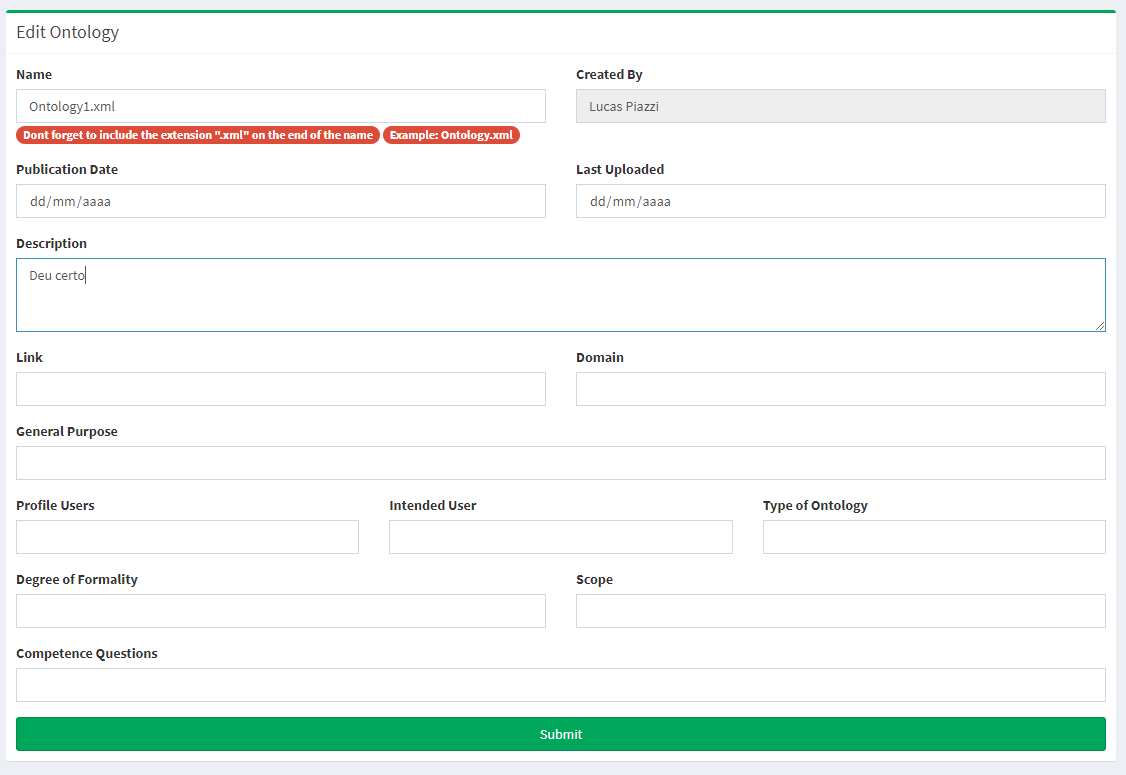 Edit Ontology
Name Created By
Ontology1.xml Lucas Piazzi
Dont forget to include the extension ".xml" on the end of the name Example: Ontology.xml
Publication Date Last Uploaded
dd/mm/aaaa dd/mm/aaaa
Description
Deu certo
Link Domain
General Purpose
Profile Users Intended User Type of Ontology
Degree of Formality Scope
Competence Questions
Submit